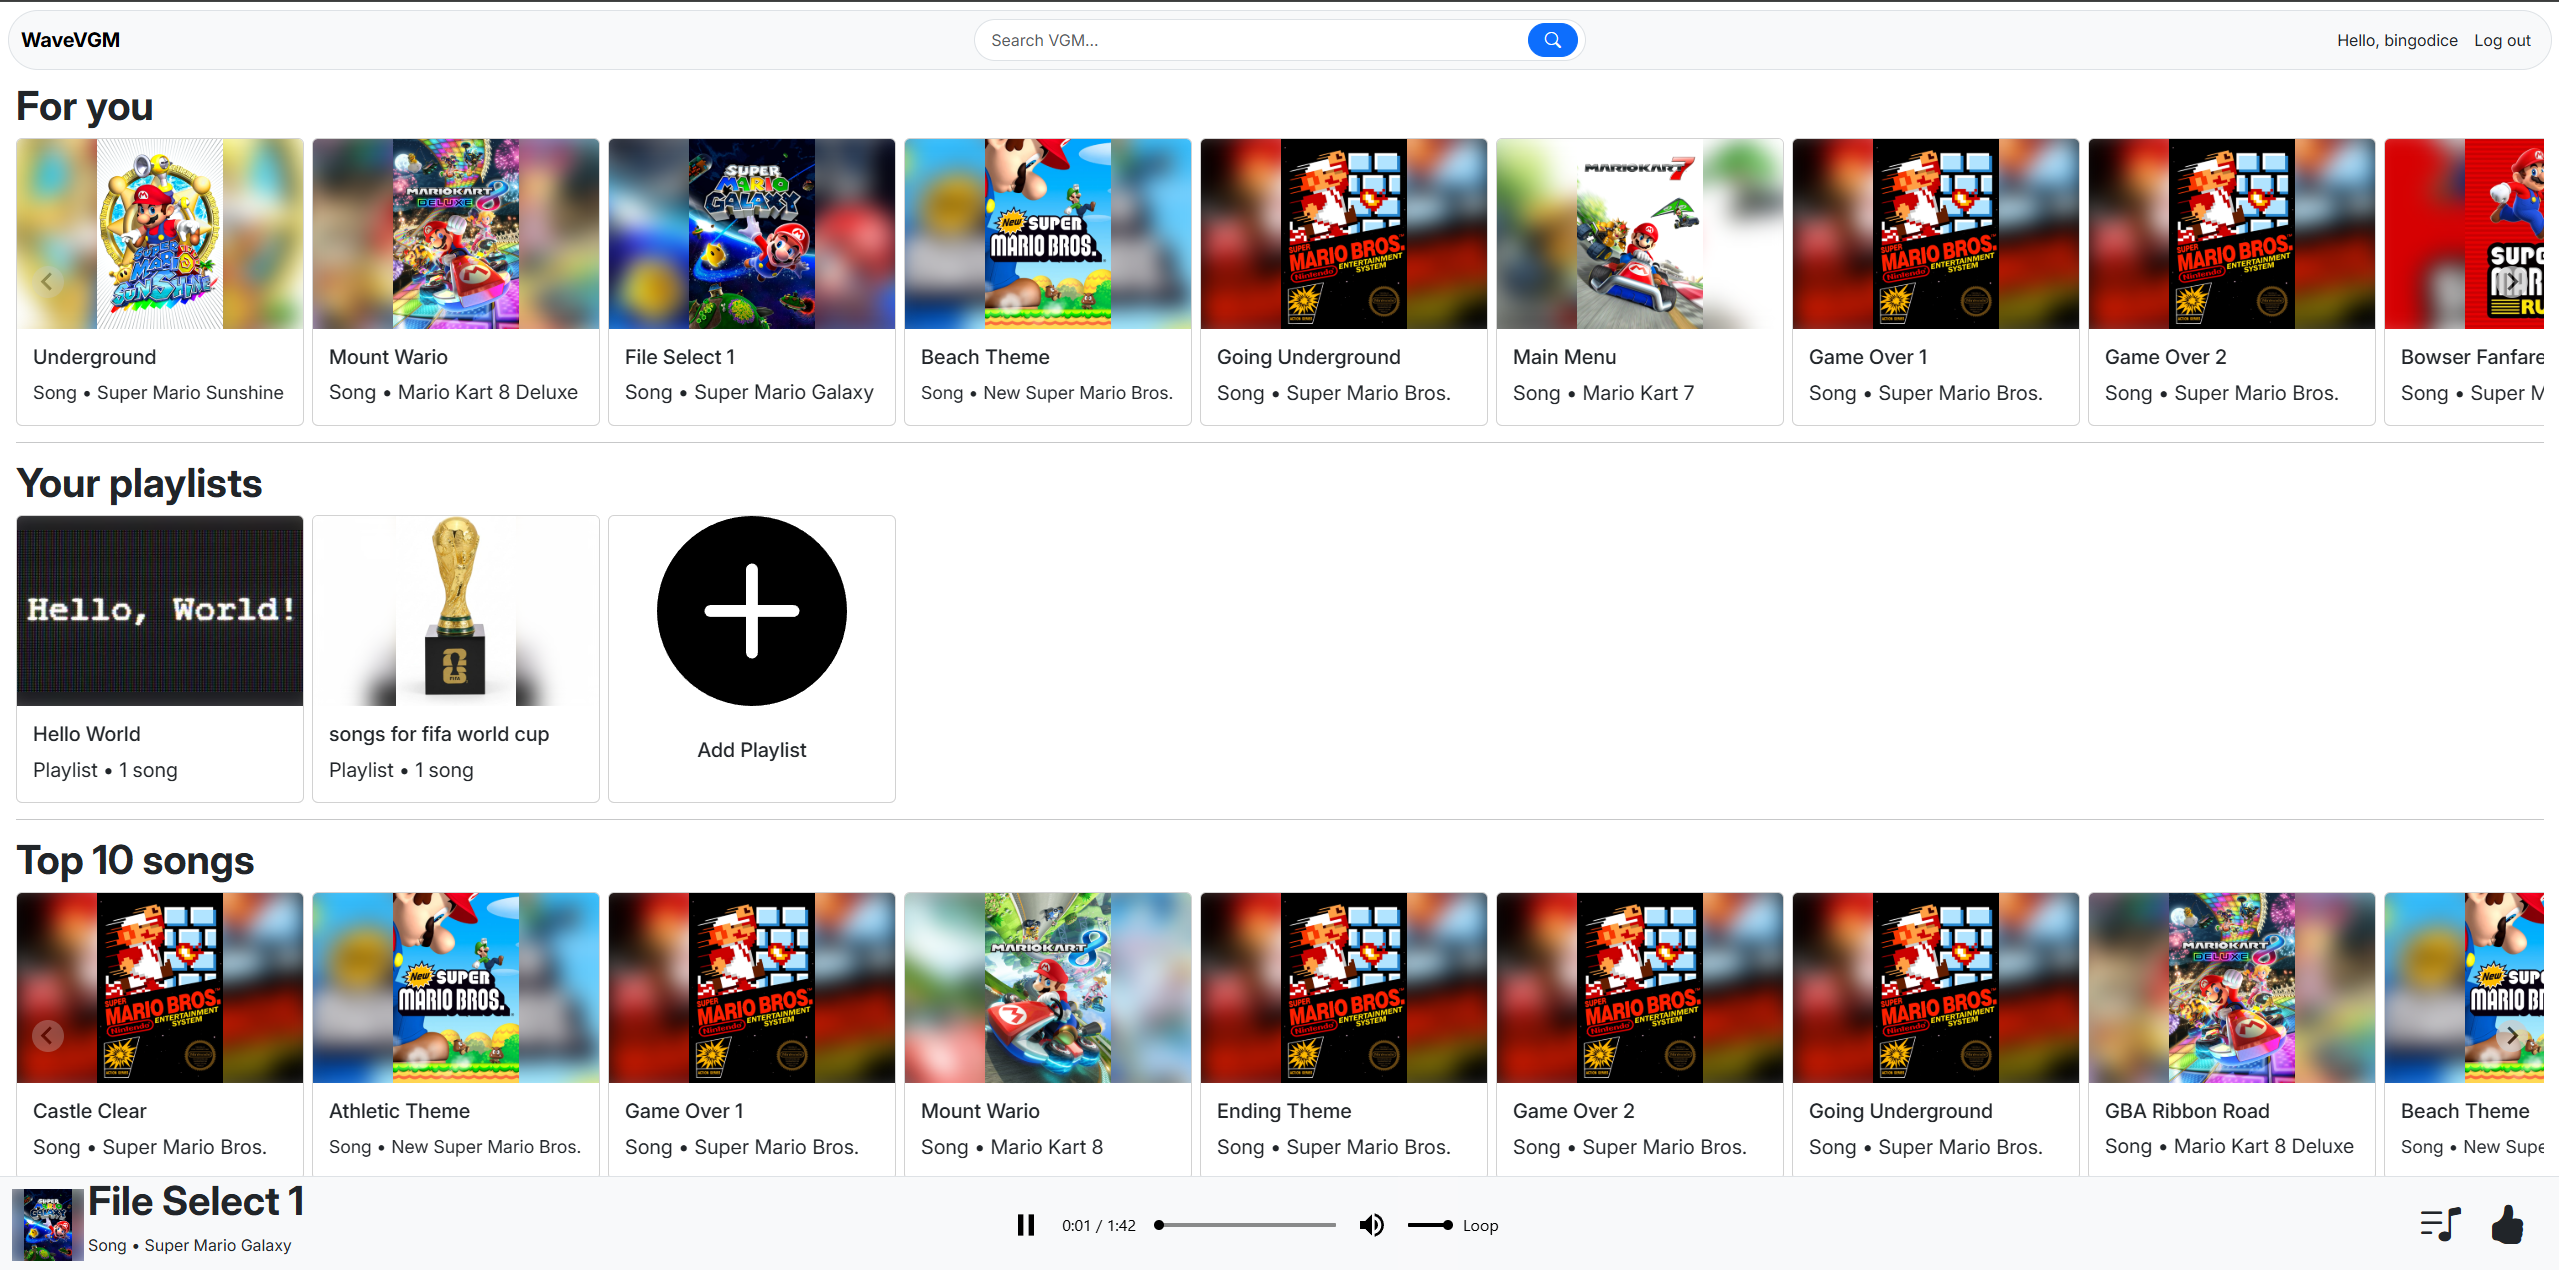 WaveVGM
Search VGM...
Hello, bingodice
Log out
For you
Underground
Song • Super Mario Sunshine
Mount Wario
Song • Mario Kart 8 Deluxe
File Select 1
Song • Super Mario Galaxy
Beach Theme
Song • New Super Mario Bros.
Going Underground
Song • Super Mario Bros.
Main Menu
Song • Mario Kart 7
Game Over 1
Song • Super Mario Bros.
Game Over 2
Song • Super Mario Bros.
Bowser Fanfare
Song • Super M
Your playlists
Hello, World!
Hello World
Playlist • 1 song
songs for fifa world cup
Playlist • 1 song
Add Playlist
Top 10 songs
Castle Clear
Song • Super Mario Bros.
Athletic Theme
Song • New Super Mario Bros.
Game Over 1
Song • Super Mario Bros.
Mount Wario
Song • Mario Kart 8
Ending Theme
Song • Super Mario Bros.
Game Over 2
Song • Super Mario Bros.
Going Underground
Song • Super Mario Bros.
GBA Ribbon Road
Song • Mario Kart 8 Deluxe
Beach Theme
Song • New Supe
File Select 1
Song • Super Mario Galaxy
0:01 / 1:42
Loop